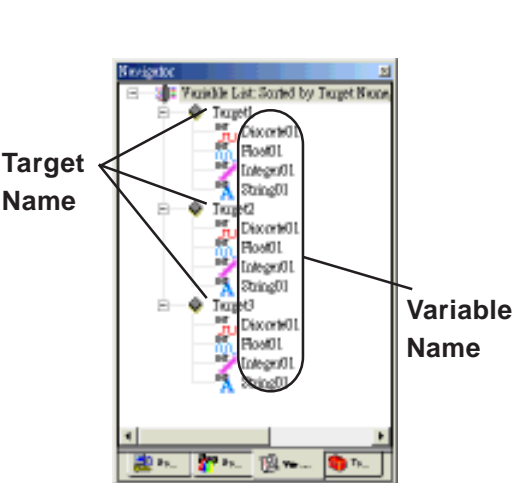 Navigator
Variable List: Sorted by Target Name,
Target1
Discrete01
Float01
Integer01
String01
Target2
Discrete01
Float01
Integer01
String01
Target3
Discrete01
Float01
Integer01
String01
Target
Name
Variable
Name